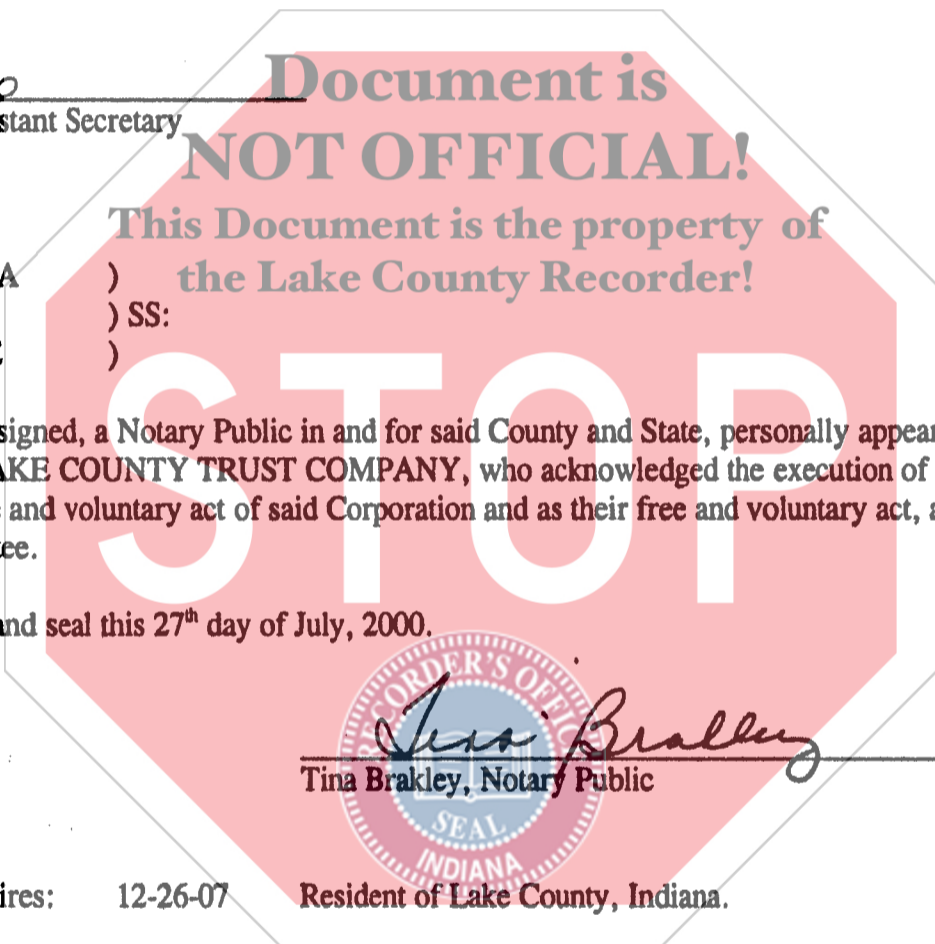 Document is
stant Secretary
NOT OFFICIAL!
This Document is the property of
A ) the Lake County Recorder!
) SS:
)
STOP
signed, a Notary Public in and for said County and State, personally appear
AKE COUNTY TRUST COMPANY, who acknowledged the execution of
and voluntary act of said Corporation and as their free and voluntary act, a
ee.
and seal this 27th day of July, 2000.
RECORDER'S OFFICE
Tina Brakley
Tina Brakley, Notary Public
SEAL
INDIANA
ires: 12-26-07 Resident of Lake County, Indiana.